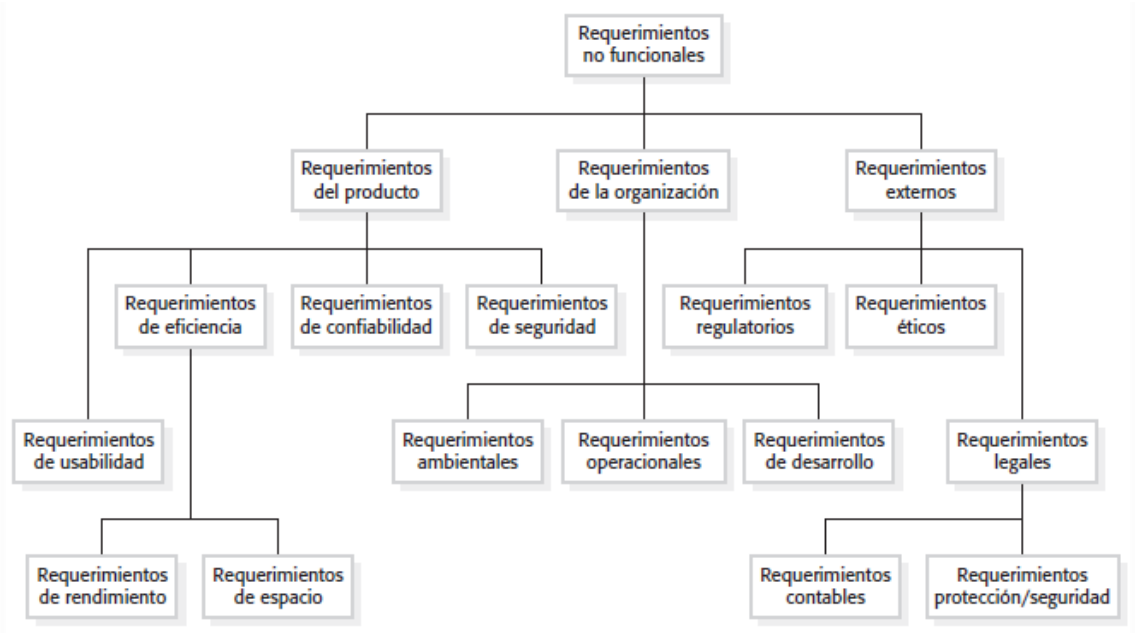 Requerimientos
no funcionales
Requerimientos
del producto
Requerimientos
de la organización
Requerimientos
externos
Requerimientos
de eficiencia
Requerimientos
de confiabilidad
Requerimientos
de seguridad
Requerimientos
regulatorios
Requerimientos
éticos
Requerimientos
de usabilidad
Requerimientos
ambientales
Requerimientos
operacionales
Requerimientos
de desarrollo
Requerimientos
legales
Requerimientos
de rendimiento
Requerimientos
de espacio
Requerimientos
contables
Requerimientos
protección/seguridad